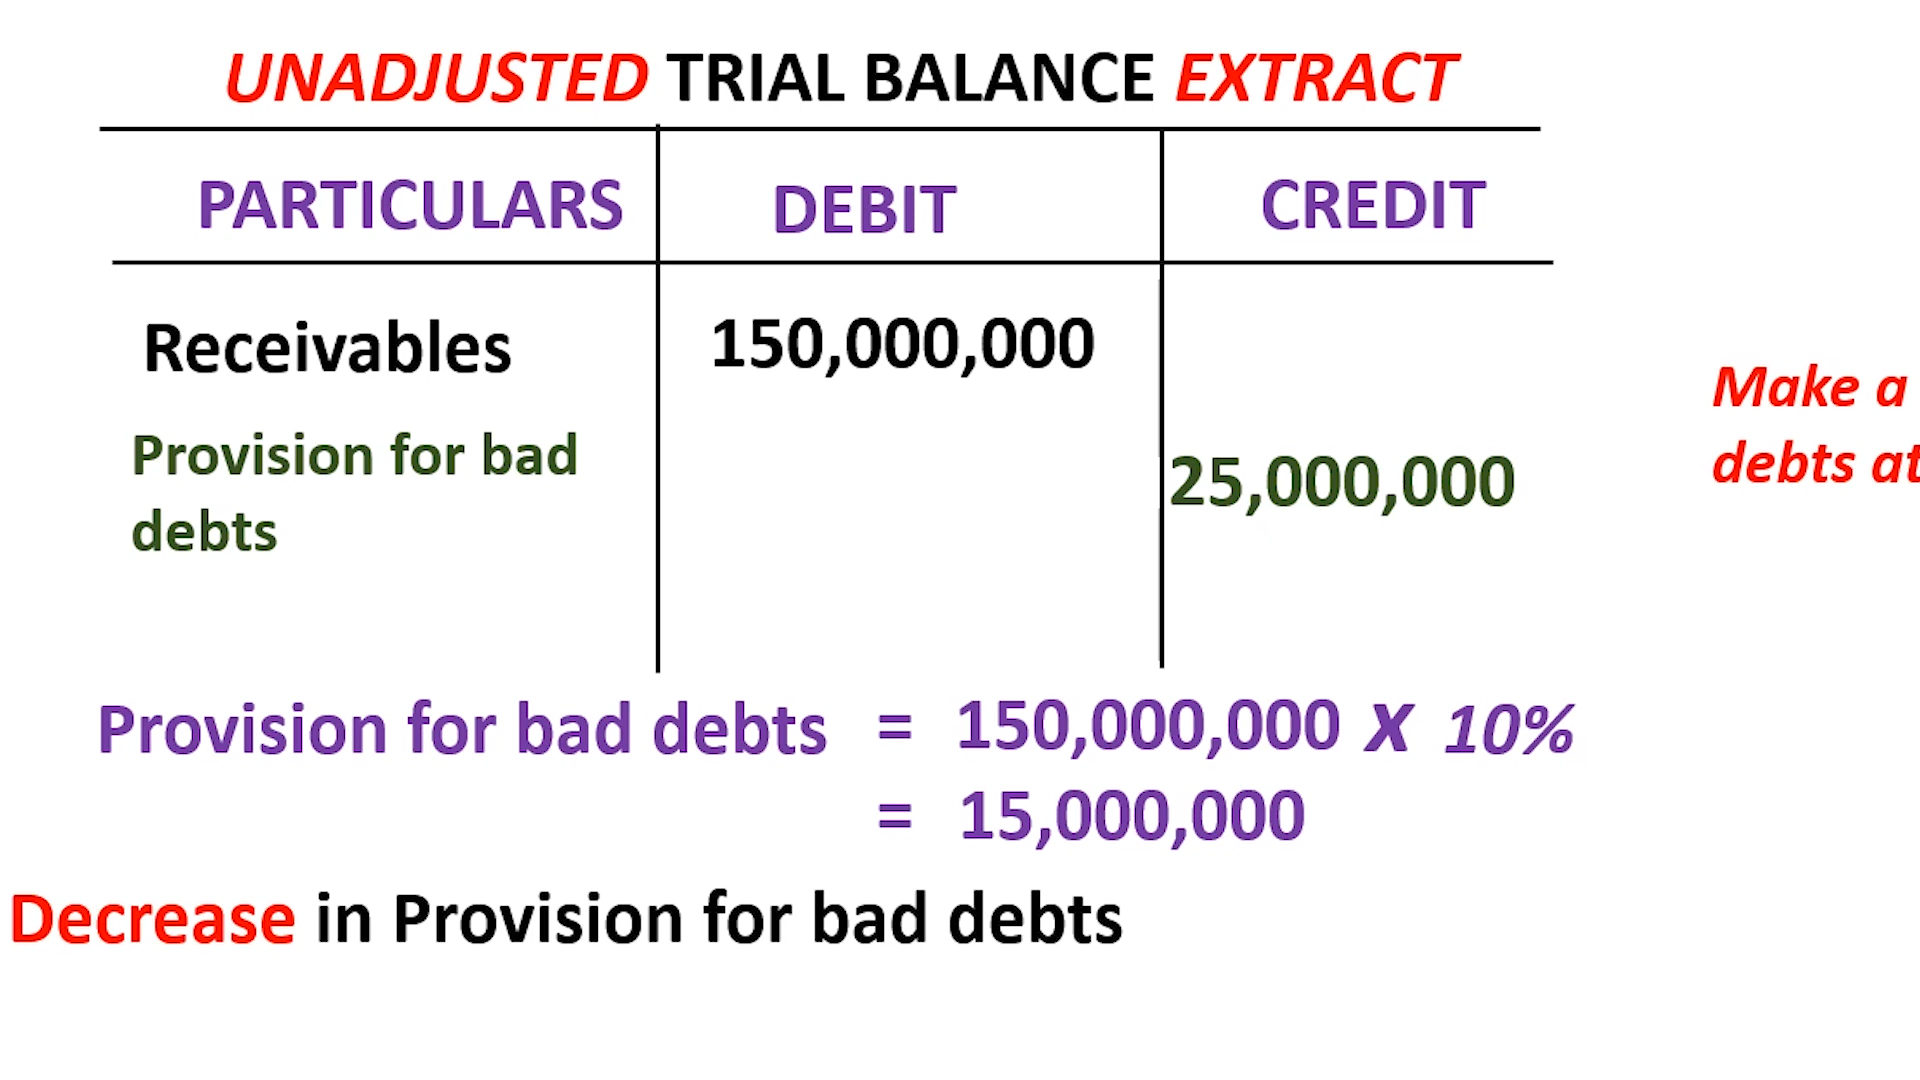 UNADJUSTED TRIAL BALANCE EXTRACT
PARTICULARS DEBIT CREDIT
Receivables 150,000,000
Provision for bad debts 25,000,000
Make a
debts at
Provision for bad debts = 150,000,000 X 10%
= 15,000,000
Decrease in Provision for bad debts